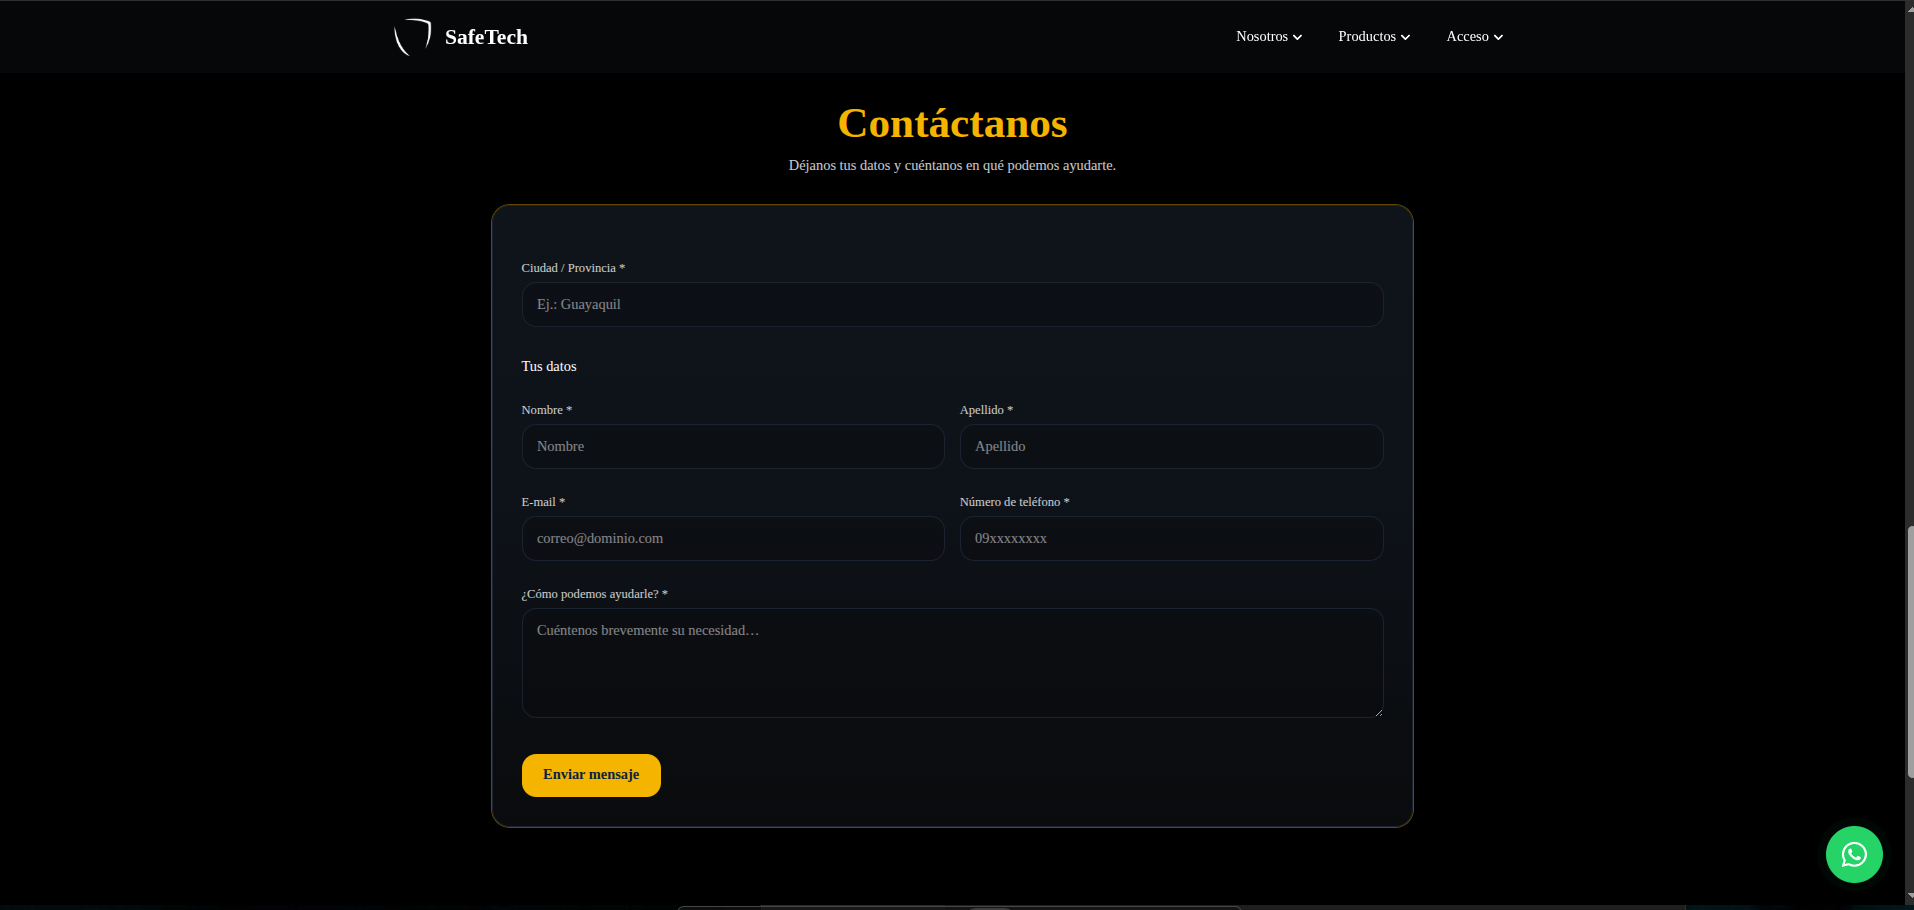 SafeTech
Nosotros
Productos
Acceso
Contáctanos
Déjanos tus datos y cuéntanos en qué podemos ayudarte.
Ciudad / Provincia *
Ej.: Guayaquil
Tus datos
Nombre *
Apellido *
Nombre
Apellido
E-mail *
Número de teléfono *
correo@dominio.com
09xxxxxxxx
¿Cómo podemos ayudarle? *
Cuéntenos brevemente su necesidad…
Enviar mensaje